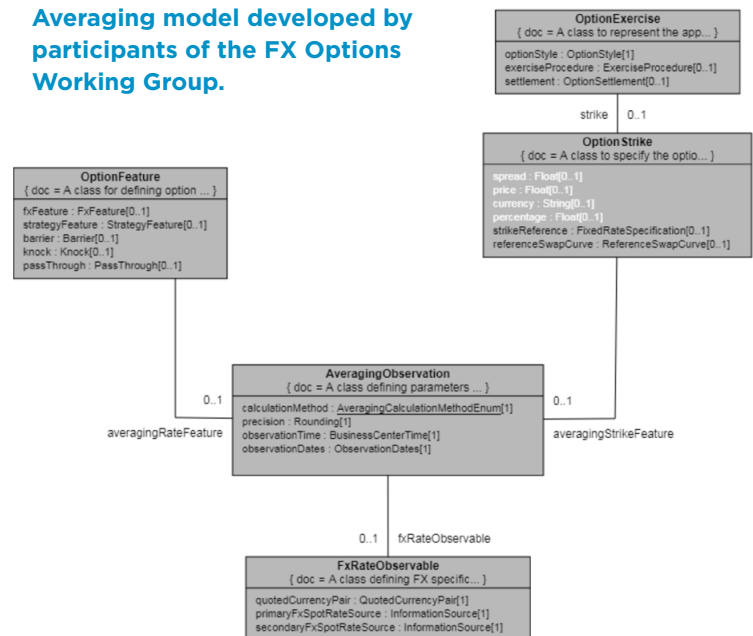 Averaging model developed by
participants of the FX Options
Working Group.
OptionExercise
{ doc = A class to represent the app... }
optionStyle : OptionStyle[1]
exerciseProcedure : ExerciseProcedure[0..1]
settlement : OptionSettlement[0..1]
strike 0..1
OptionStrike
{ doc = A class to specify the optio... }
spread : Float[0..1]
price : Float[0..1]
currency : String[0..1]
percentage : Float[0..1]
strikeReference : FixedRateSpecification[0..1]
referenceSwapCurve : ReferenceSwapCurve[0..1]
OptionFeature
{ doc = A class for defining option ... }
fxFeature : FxFeature[0..1]
strategyFeature : StrategyFeature[0..1]
barrier : Barrier[0..1]
knock : Knock[0..1]
passThrough : PassThrough[0..1]
AveragingObservation
{ doc = A class defining parameters ... }
calculationMethod : AveragingCalculationMethodEnum[1]
precision : Rounding[1]
observationTime : BusinessCenterTime[1]
observationDates : ObservationDates[1]
0..1
averagingRateFeature
0..1
averagingStrikeFeature
0..1 fxRateObservable
FxRateObservable
{ doc = A class defining FX specific... }
quotedCurrencyPair : QuotedCurrencyPair[1]
primaryFxSpotRateSource : InformationSource[1]
secondaryFxSpotRateSource : InformationSource[1]